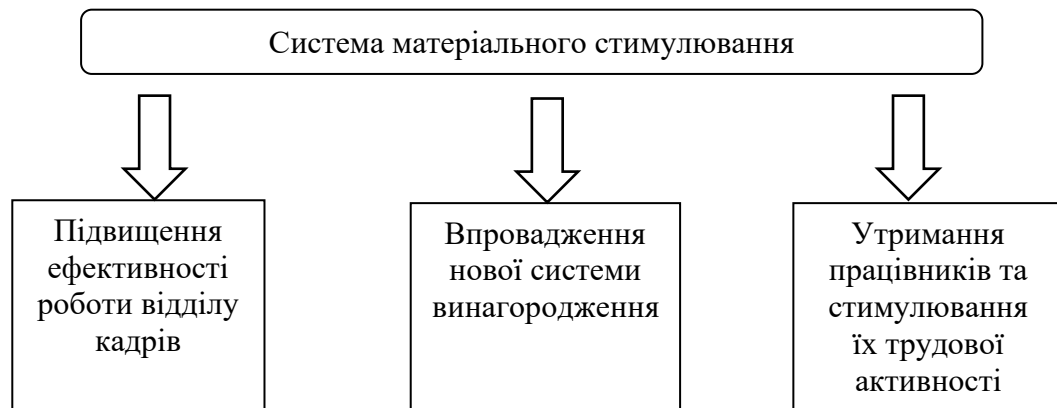 Система матеріального стимулювання
Підвищення
ефективності
роботи відділу
кадрів
Впровадження
нової системи
винагородження
Утримання
працівників та
стимулювання
їх трудової
активності